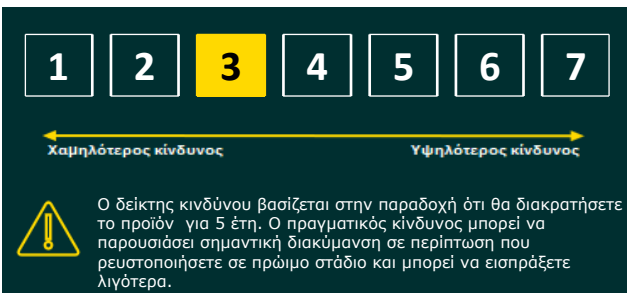 1 2 3 4 5 6 7
Χαμηλότερος κίνδυνος Υψηλότερος κίνδυνος
Ο δείκτης κινδύνου βασίζεται στην παραδοχή ότι θα διακρατήσετε
το προϊόν για 5 έτη. Ο πραγματικός κίνδυνος μπορεί να
παρουσιάσει σημαντική διακύμανση σε περίπτωση που
ρευστοποιήσετε σε πρώιμο στάδιο και μπορεί να εισπράξετε
λιγότερα.